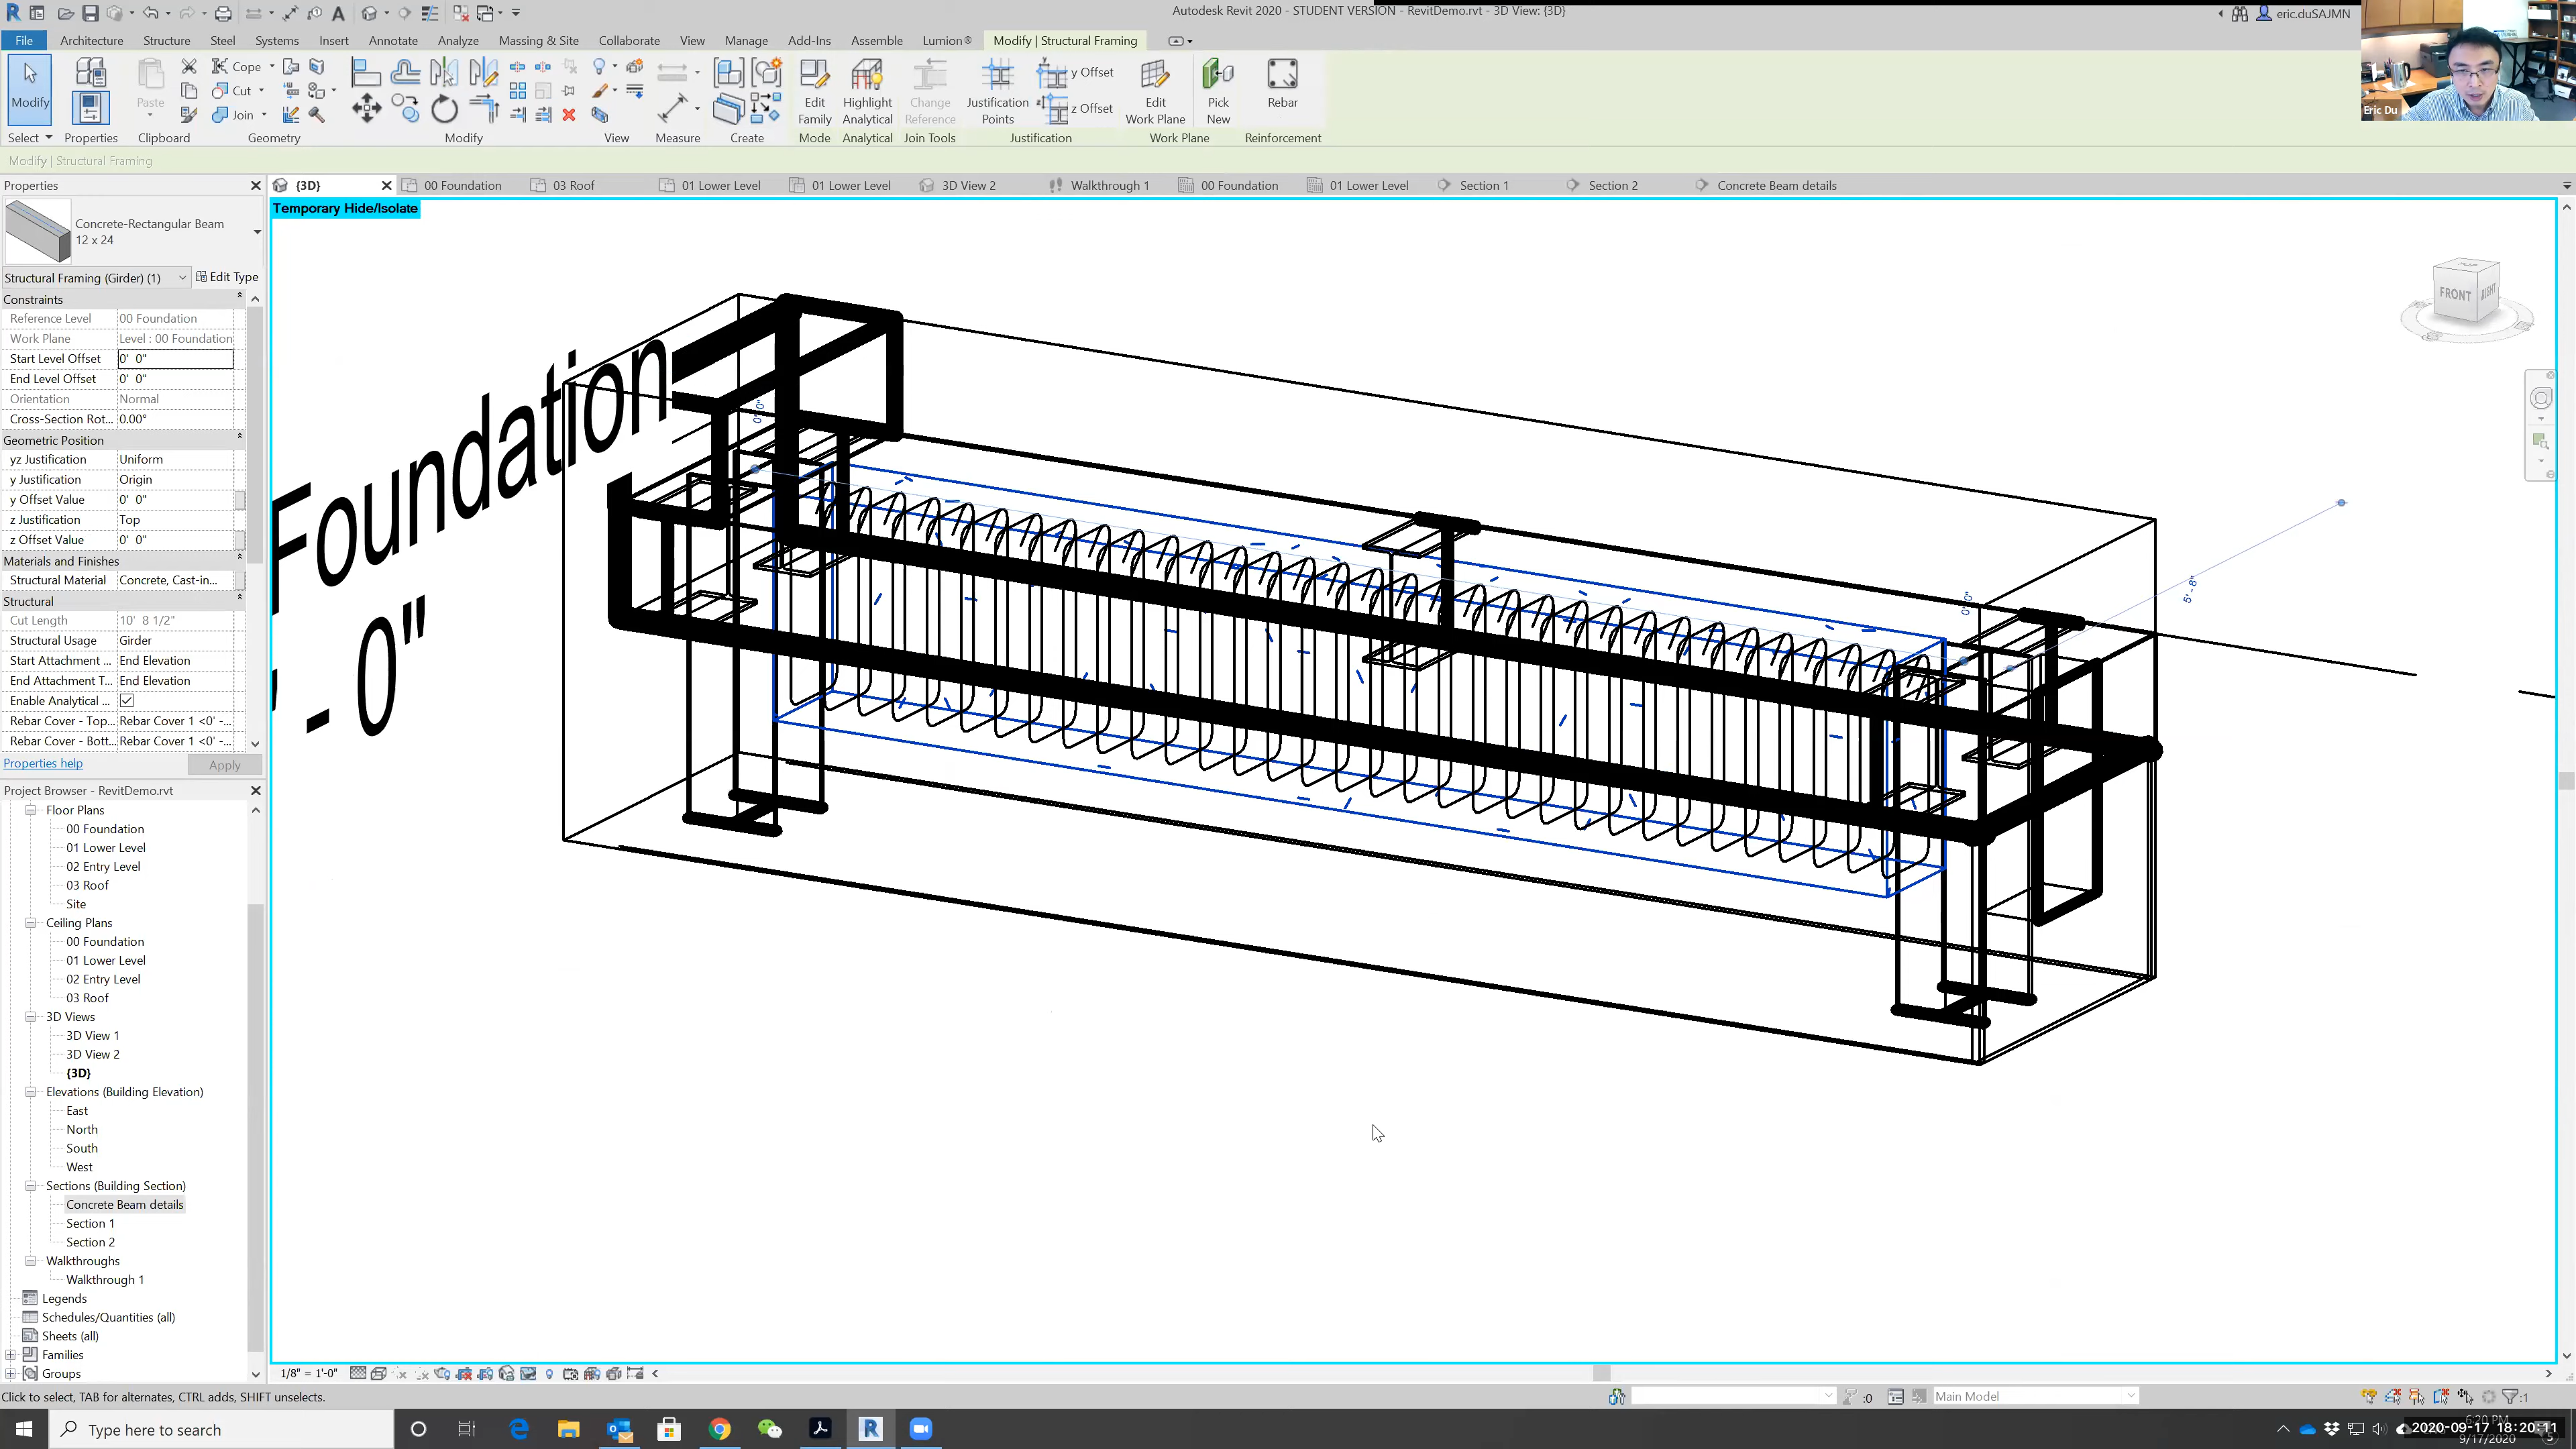 Autodesk Revit 2020 - STUDENT VERSION - RevitDemo.rvt - 3D View: {3D}
eric.duSAJMN
File Architecture Structure Steel Systems Insert Annotate Analyze Massing & Site Collaborate View Manage Add-Ins Assemble Lumion® Modify | Structural Framing
Modify
Paste
Cope
Cut
Join
Edit Family
Highlight Analytical
Change Reference
Justification Points
y Offset
z Offset
Edit Work Plane
Pick New
Rebar
Eric Du
Select Properties Clipboard Geometry Modify View Measure Create Mode Analytical Join Tools Justification Work Plane Reinforcement
Modify | Structural Framing
Properties
{3D} 00 Foundation 03 Roof 01 Lower Level 01 Lower Level 3D View 2 Walkthrough 1 00 Foundation 01 Lower Level Section 1 Section 2 Concrete Beam details
Temporary Hide/Isolate
Concrete-Rectangular Beam
12 x 24
Structural Framing (Girder) (1) Edit Type
Constraints
Reference Level 00 Foundation
Work Plane Level : 00 Foundation
Start Level Offset 0' 0"
End Level Offset 0' 0"
Orientation Normal
Cross-Section Rot... 0.00°
Geometric Position
yz Justification Uniform
y Justification Origin
y Offset Value 0' 0"
z Justification Top
z Offset Value 0' 0"
Materials and Finishes
Structural Material Concrete, Cast-in...
Structural
Cut Length 10' 8 1/2"
Structural Usage Girder
Start Attachment ... End Elevation
End Attachment T... End Elevation
Enable Analytical ...
Rebar Cover - Top... Rebar Cover 1 <0' -...
Rebar Cover - Bott... Rebar Cover 1 <0' -...
Properties help Apply
Foundation
- 0"
5' - 8"
FRONT
RIGHT
Project Browser - RevitDemo.rvt
Floor Plans
00 Foundation
01 Lower Level
02 Entry Level
03 Roof
Site
Ceiling Plans
00 Foundation
01 Lower Level
02 Entry Level
03 Roof
3D Views
3D View 1
3D View 2
{3D}
Elevations (Building Elevation)
East
North
South
West
Sections (Building Section)
Concrete Beam details
Section 1
Section 2
Walkthroughs
Walkthrough 1
Legends
Schedules/Quantities (all)
Sheets (all)
Families
Groups
1/8" = 1'-0"
Click to select, TAB for alternates, CTRL adds, SHIFT unselects.
:0
Main Model
:1
Type here to search
6:20 PM
2020-09-17 18:20:11
9/17/2020